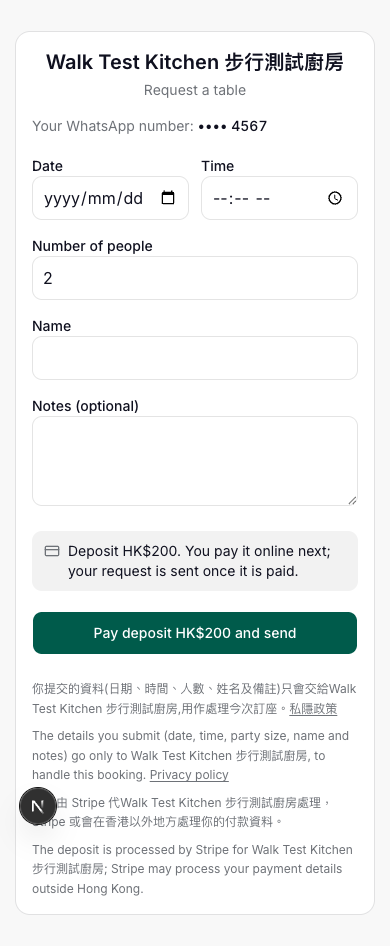 Walk Test Kitchen 步行測試廚房
Request a table
Your WhatsApp number: •••• 4567
Date
Time
yyyy/mm/dd
--:-- --
Number of people
2
Name
Notes (optional)
Deposit HK$200. You pay it online next;
your request is sent once it is paid.
Pay deposit HK$200 and send
你提交的資料(日期、時間、人數、姓名及備註)只會交給Walk
Test Kitchen 步行測試廚房,用作處理今次訂座。私隱政策
The details you submit (date, time, party size, name and
notes) go only to Walk Test Kitchen 步行測試廚房, to
handle this booking. Privacy policy
N
由 Stripe 代Walk Test Kitchen 步行測試廚房處理,
或會在香港以外地方處理你的付款資料。
The deposit is processed by Stripe for Walk Test Kitchen
步行測試廚房; Stripe may process your payment details
outside Hong Kong.